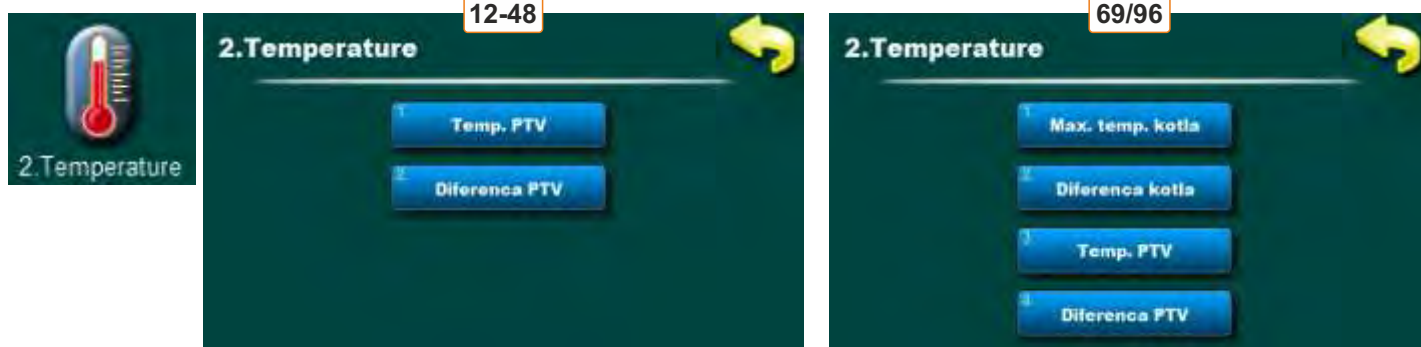 2.Temperature
12-48
2.Temperature
1
Temp. PTV
2
Diferenca PTV
69/96
2.Temperature
1
Max. temp. kotla
2
Diferenca kotla
3
Temp. PTV
4
Diferenca PTV